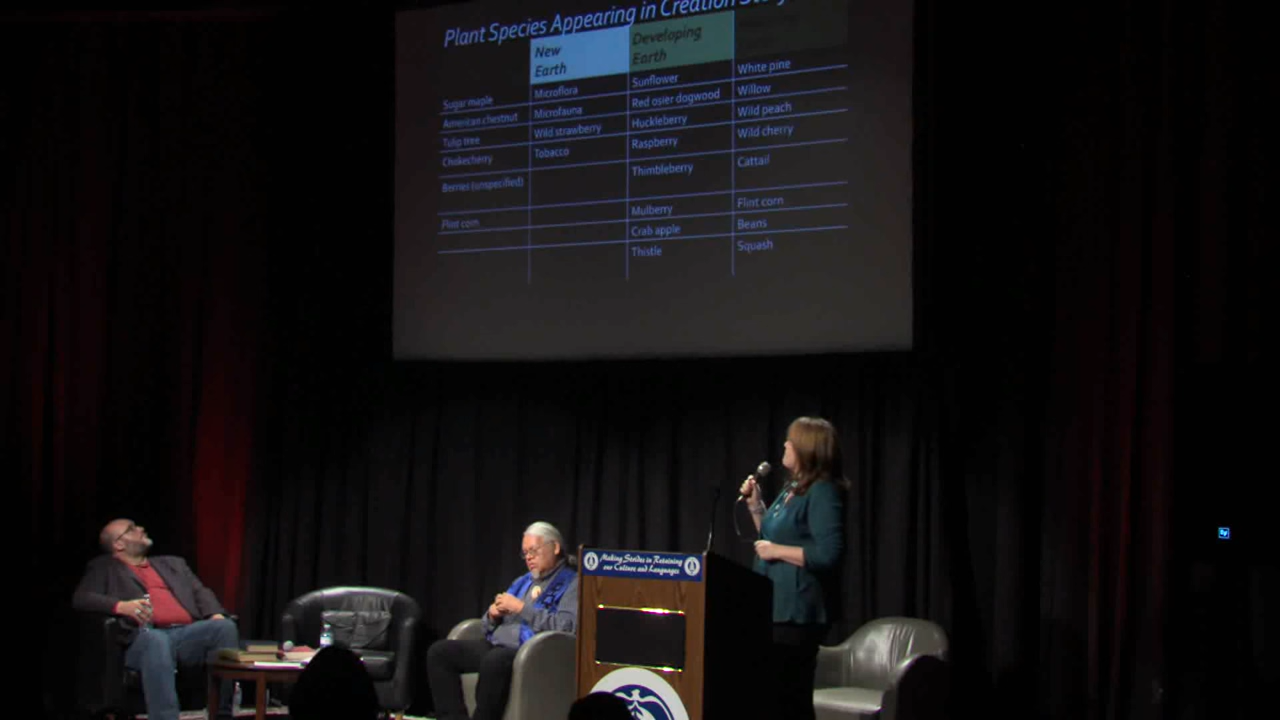 Plant Species Appearing in Creation Story
New Earth
Developing Earth
Sugar maple Microflora Sunflower White pine
American chestnut Microfauna Red osier dogwood Willow
Tulip tree Wild strawberry Huckleberry Wild peach
Chokecherry Tobacco Raspberry Wild cherry
Berries (unspecified) Thimbleberry Cattail
Flint corn Mulberry Flint corn
Crab apple Beans
Thistle Squash
Making Strides in Retaining
our Culture and Languages